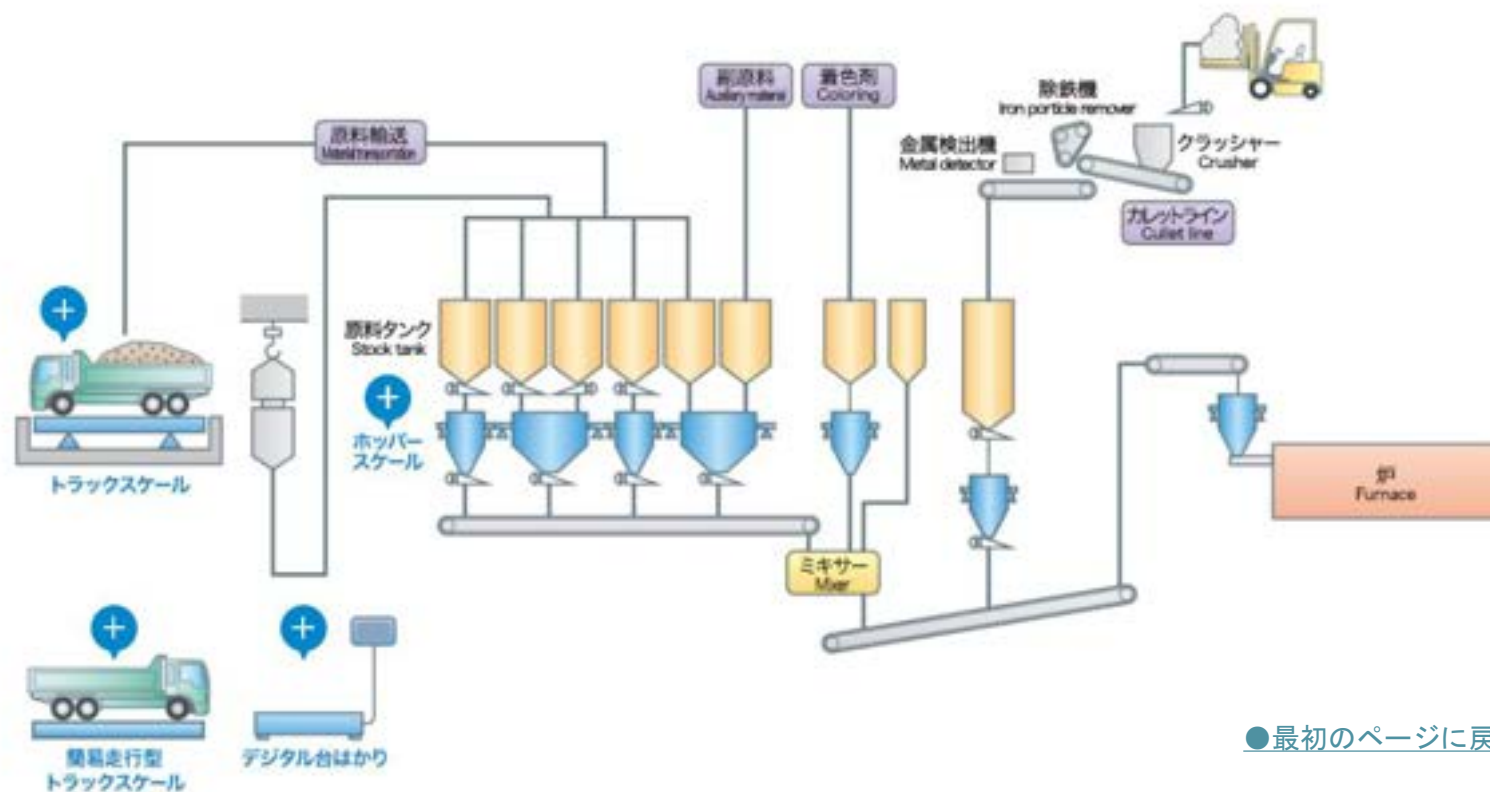 副原料
Auxiliary material
着色剤
Coloring
除鉄機
Iron particle remover
原料輸送
Material transportation
金属検出機
Metal detector
クラッシャー
Crusher
カレットライン
Cullet line
原料タンク
Stock tank
ホッパー
スケール
トラックスケール
炉
Furnace
ミキサー
Mixer
簡易走行型
トラックスケール
デジタル台はかり
●最初のページに戻